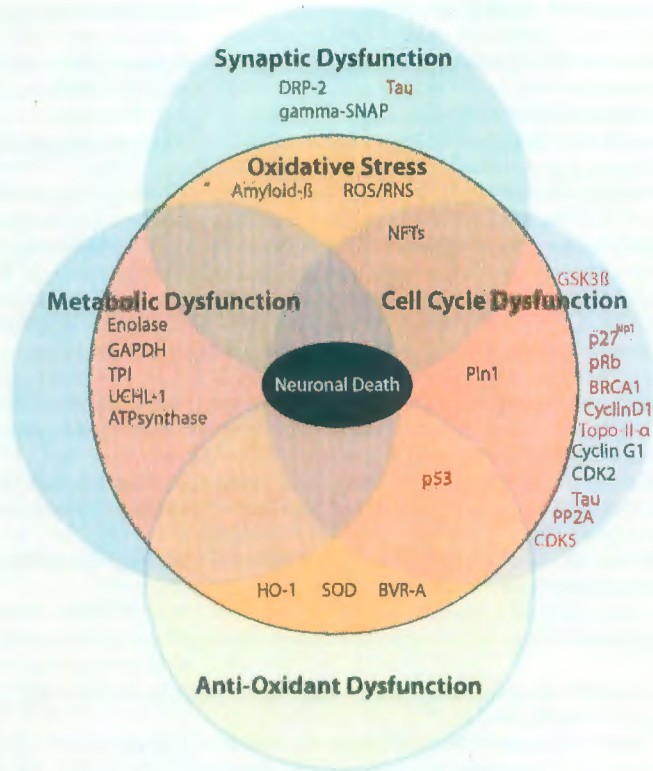 Synaptic Dysfunction
DRP-2 Tau
gamma-SNAP
Oxidative Stress
Amyloid-β ROS/RNS
NFTs
GSK3β
Metabolic Dysfunction
Cell Cycle Dysfunction
Enolase
GAPDH
TPI
UCHL-1
ATPsynthase
Neuronal Death
Pin1
p27
pRb
BRCA1
CyclinD1
Topo-II-α
Cyclin G1
CDK2
p53
Tau
PP2A
CDK5
HO-1 SOD BVR-A
Anti-Oxidant Dysfunction